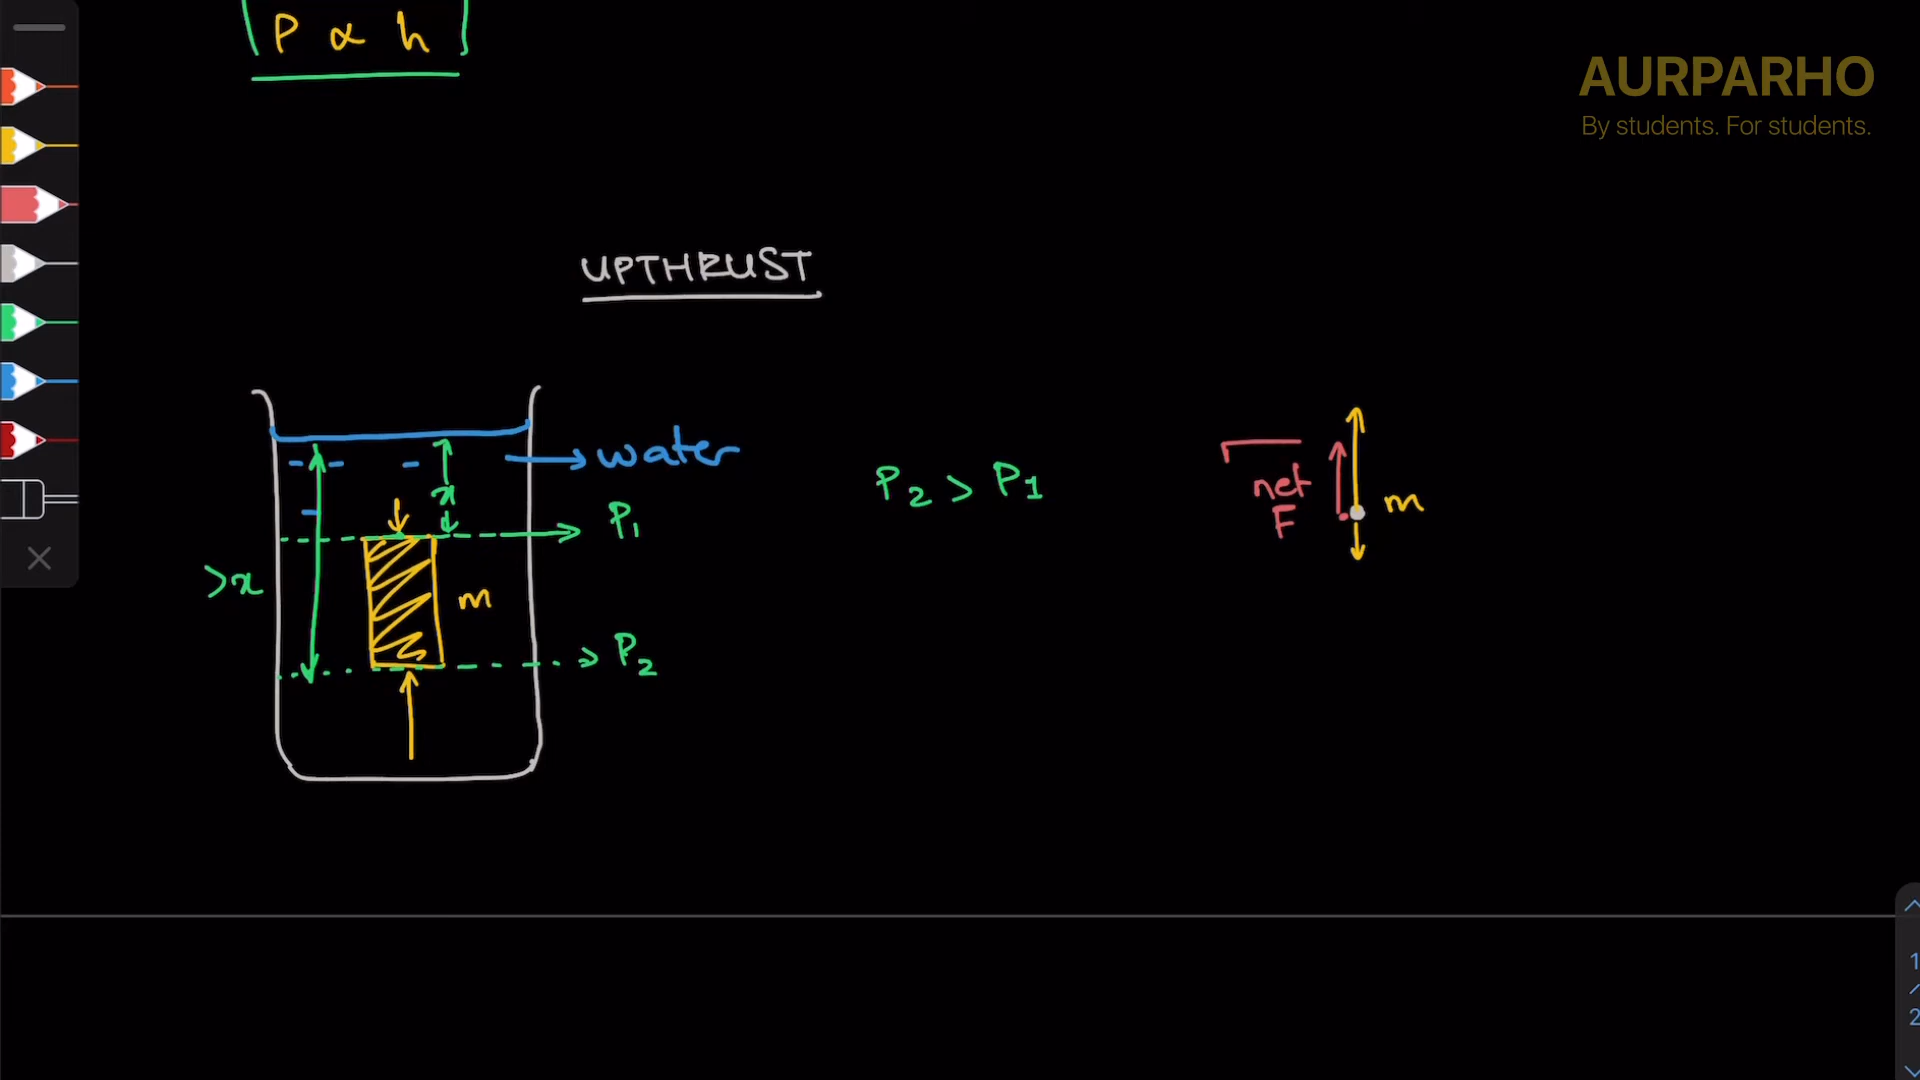 P ∝ h
AURPARHO
By students. For students.
UPTHRUST
water
x
P₁
P₂ > P₁
net
F
m
>x
m
P₂
1
2